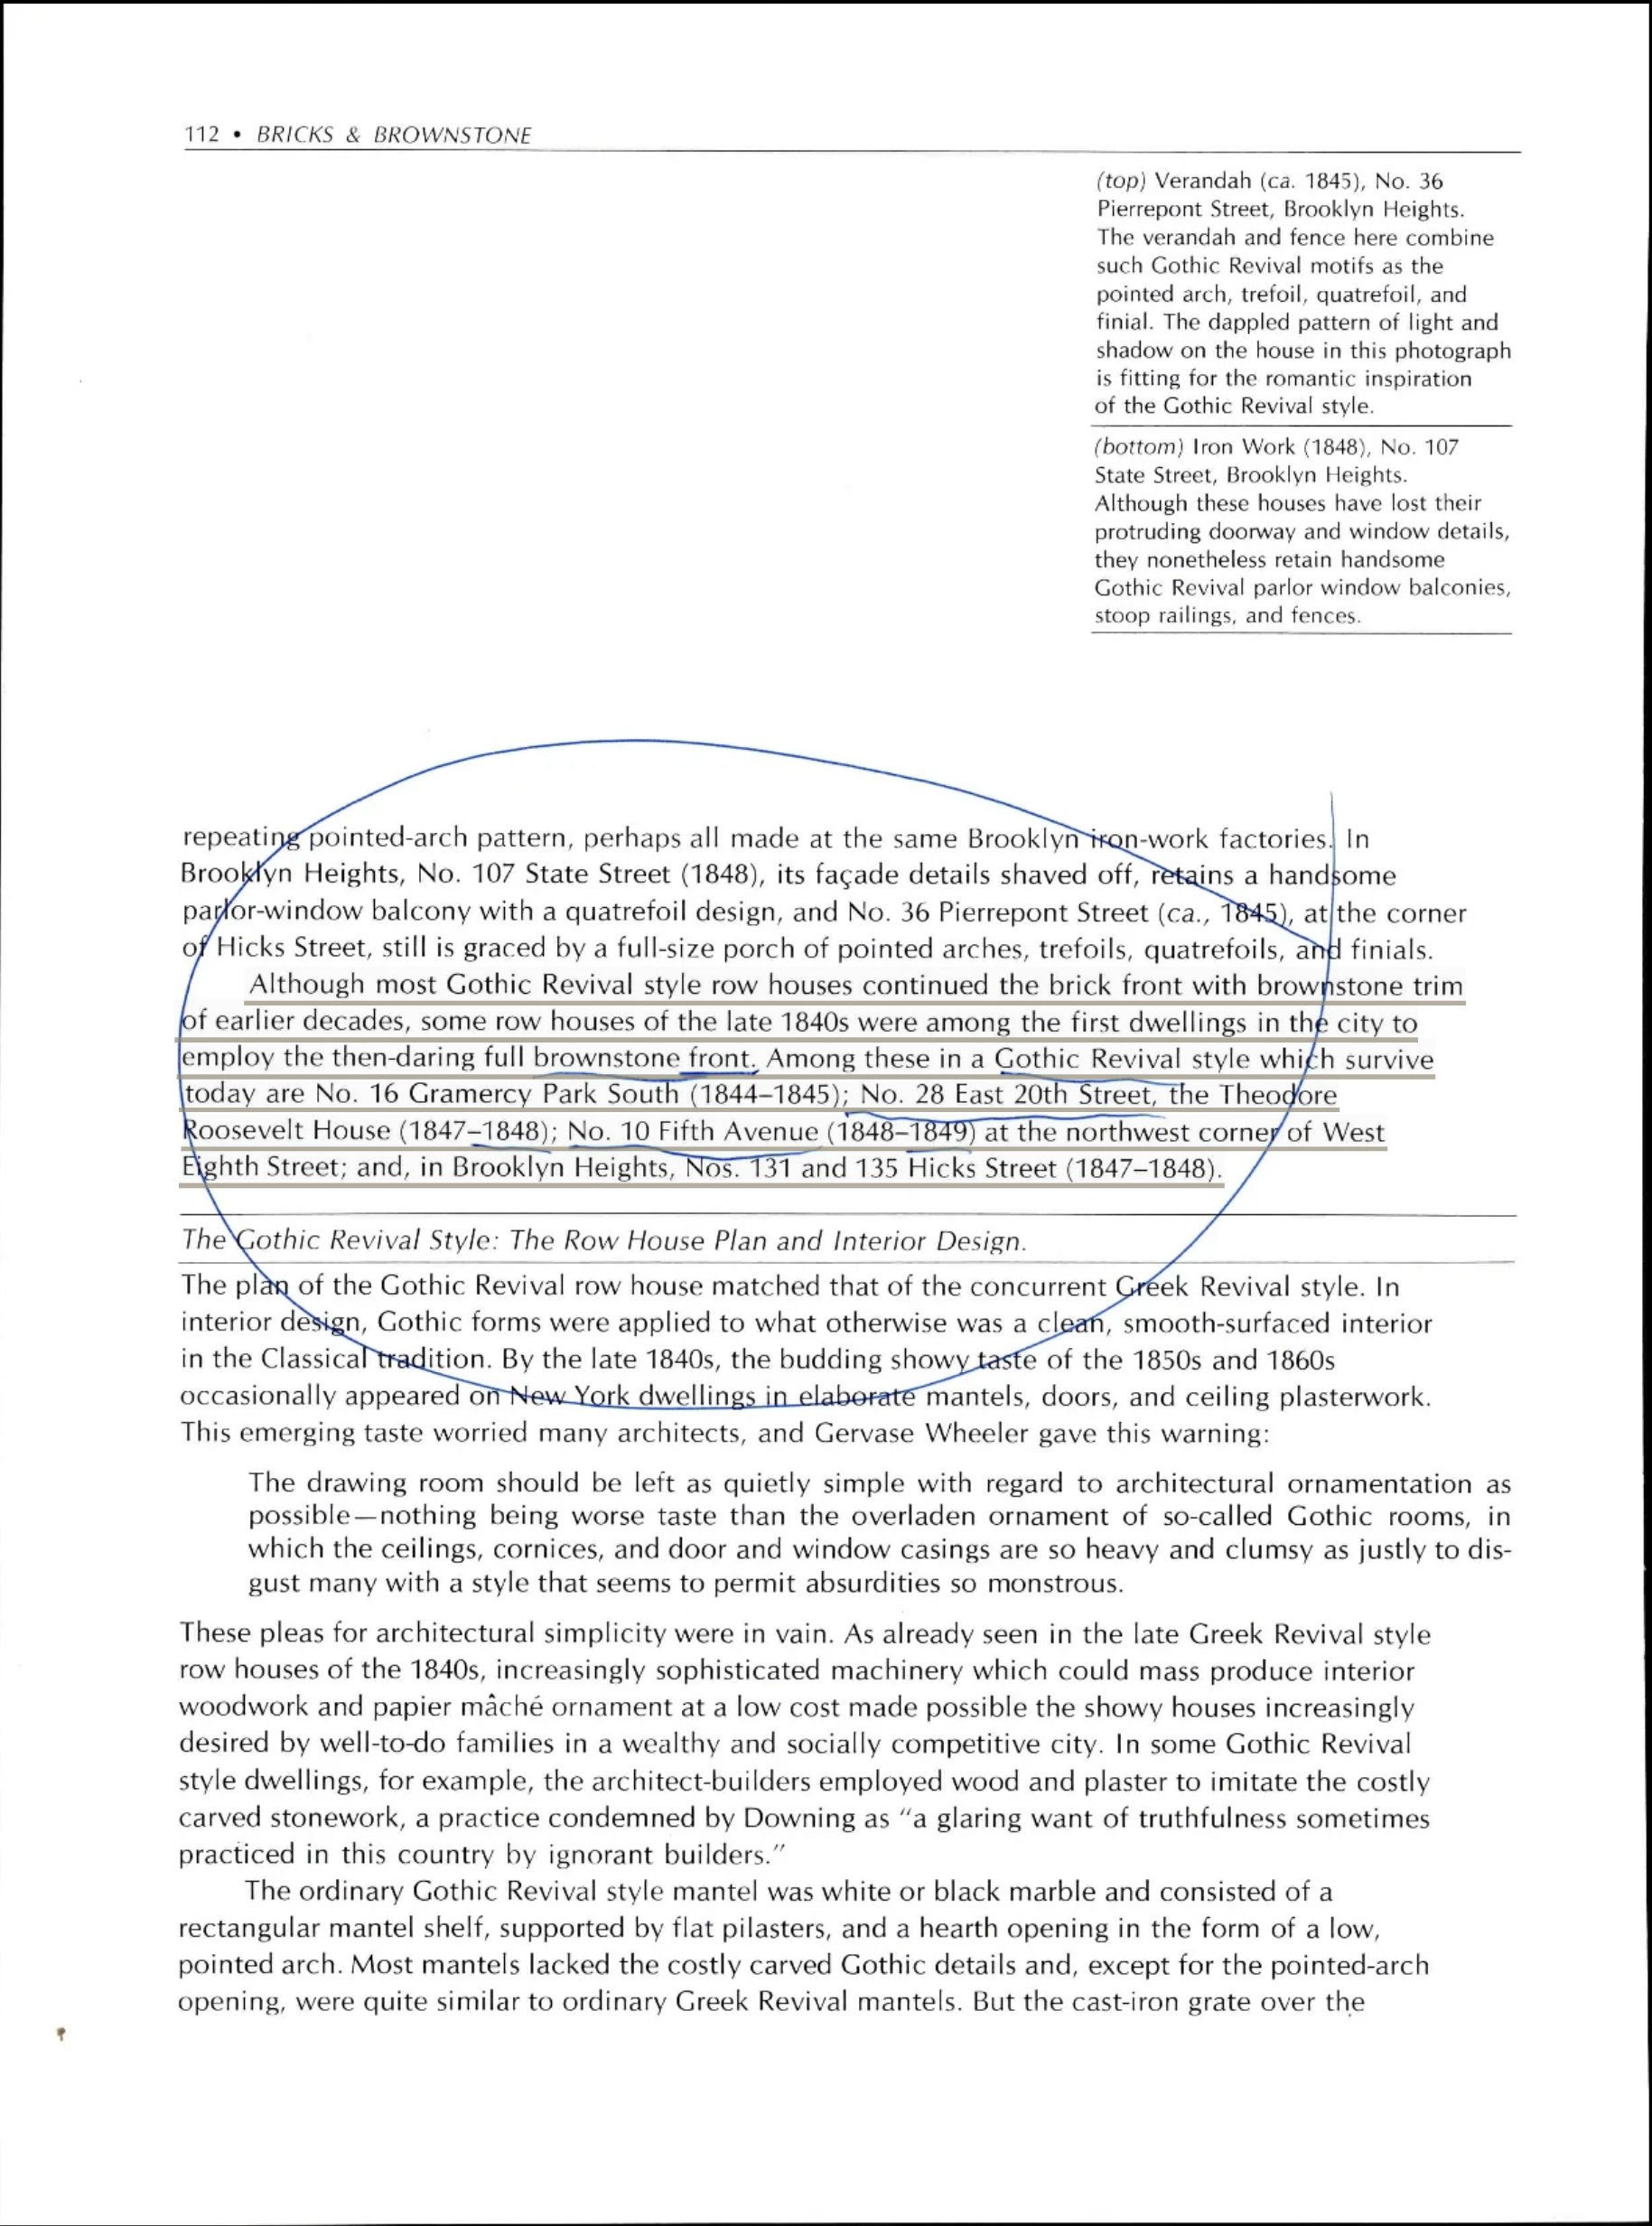 112 • BRICKS & BROWNSTONE
(top) Verandah (ca. 1845), No. 36
Pierrepont Street, Brooklyn Heights.
The verandah and fence here combine
such Gothic Revival motifs as the
pointed arch, trefoil, quatrefoil, and
finial. The dappled pattern of light and
shadow on the house in this photograph
is fitting for the romantic inspiration
of the Gothic Revival style.
(bottom) Iron Work (1848), No. 107
State Street, Brooklyn Heights.
Although these houses have lost their
protruding doorway and window details,
they nonetheless retain handsome
Gothic Revival parlor window balconies,
stoop railings, and fences.
repeating pointed-arch pattern, perhaps all made at the same Brooklyn iron-work factories. In
Brooklyn Heights, No. 107 State Street (1848), its façade details shaved off, retains a handsome
parlor-window balcony with a quatrefoil design, and No. 36 Pierrepont Street (ca., 1845), at the corner
of Hicks Street, still is graced by a full-size porch of pointed arches, trefoils, quatrefoils, and finials.
Although most Gothic Revival style row houses continued the brick front with brownstone trim
of earlier decades, some row houses of the late 1840s were among the first dwellings in the city to
employ the then-daring full brownstone front. Among these in a Gothic Revival style which survive
today are No. 16 Gramercy Park South (1844–1845); No. 28 East 20th Street, the Theodore
Roosevelt House (1847–1848); No. 10 Fifth Avenue (1848–1849) at the northwest corner of West
Eighth Street; and, in Brooklyn Heights, Nos. 131 and 135 Hicks Street (1847–1848).
The Gothic Revival Style: The Row House Plan and Interior Design.
The plan of the Gothic Revival row house matched that of the concurrent Greek Revival style. In
interior design, Gothic forms were applied to what otherwise was a clean, smooth-surfaced interior
in the Classical tradition. By the late 1840s, the budding showy taste of the 1850s and 1860s
occasionally appeared on New York dwellings in elaborate mantels, doors, and ceiling plasterwork.
This emerging taste worried many architects, and Gervase Wheeler gave this warning:
The drawing room should be left as quietly simple with regard to architectural ornamentation as
possible—nothing being worse taste than the overladen ornament of so-called Gothic rooms, in
which the ceilings, cornices, and door and window casings are so heavy and clumsy as justly to dis-
gust many with a style that seems to permit absurdities so monstrous.
These pleas for architectural simplicity were in vain. As already seen in the late Greek Revival style
row houses of the 1840s, increasingly sophisticated machinery which could mass produce interior
woodwork and papier mâché ornament at a low cost made possible the showy houses increasingly
desired by well-to-do families in a wealthy and socially competitive city. In some Gothic Revival
style dwellings, for example, the architect-builders employed wood and plaster to imitate the costly
carved stonework, a practice condemned by Downing as “a glaring want of truthfulness sometimes
practiced in this country by ignorant builders.”
The ordinary Gothic Revival style mantel was white or black marble and consisted of a
rectangular mantel shelf, supported by flat pilasters, and a hearth opening in the form of a low,
pointed arch. Most mantels lacked the costly carved Gothic details and, except for the pointed-arch
opening, were quite similar to ordinary Greek Revival mantels. But the cast-iron grate over the